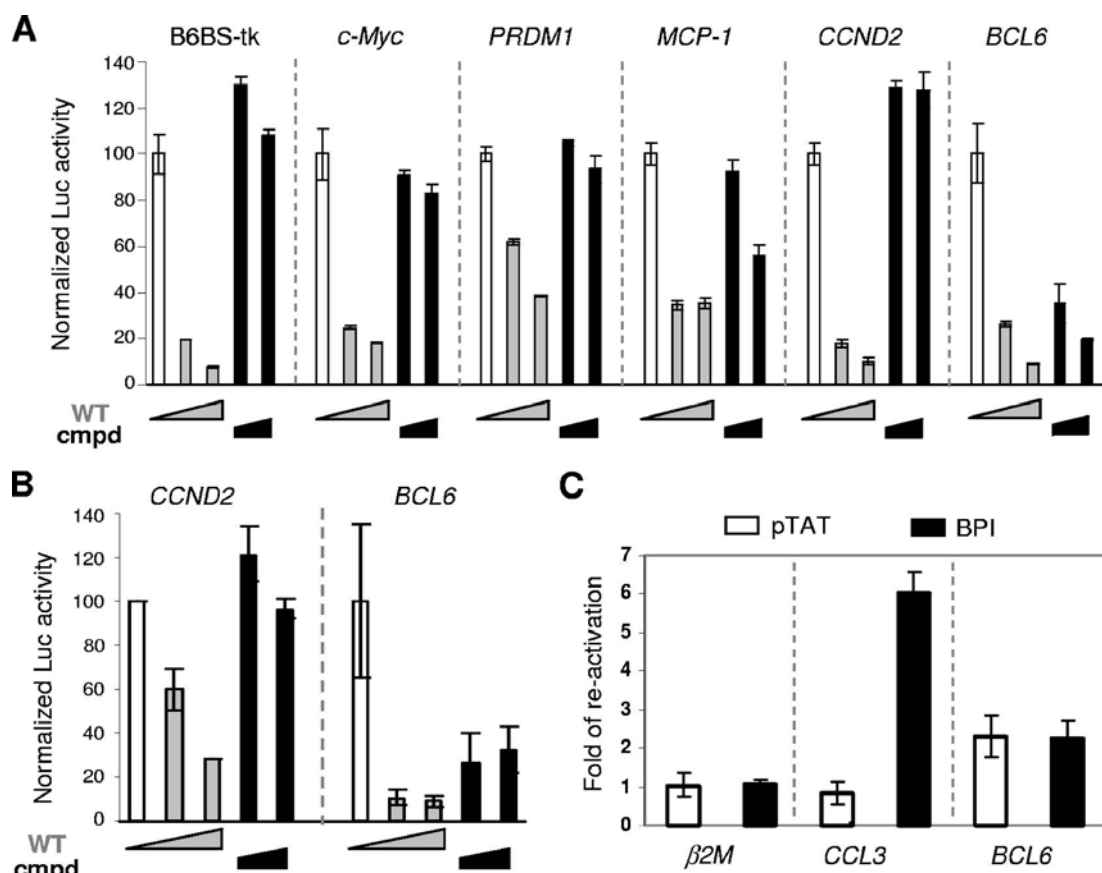 A
B6BS-tk c-Myc PRDM1 MCP-1 CCND2 BCL6
Normalized Luc activity
140
120
100
80
60
40
20
0
WT
cmpd
B
CCND2 BCL6
Normalized Luc activity
140
120
100
80
60
40
20
0
WT
cmpd
C
pTAT BPI
Fold of re-activation
7
6
5
4
3
2
1
0
β2M CCL3 BCL6